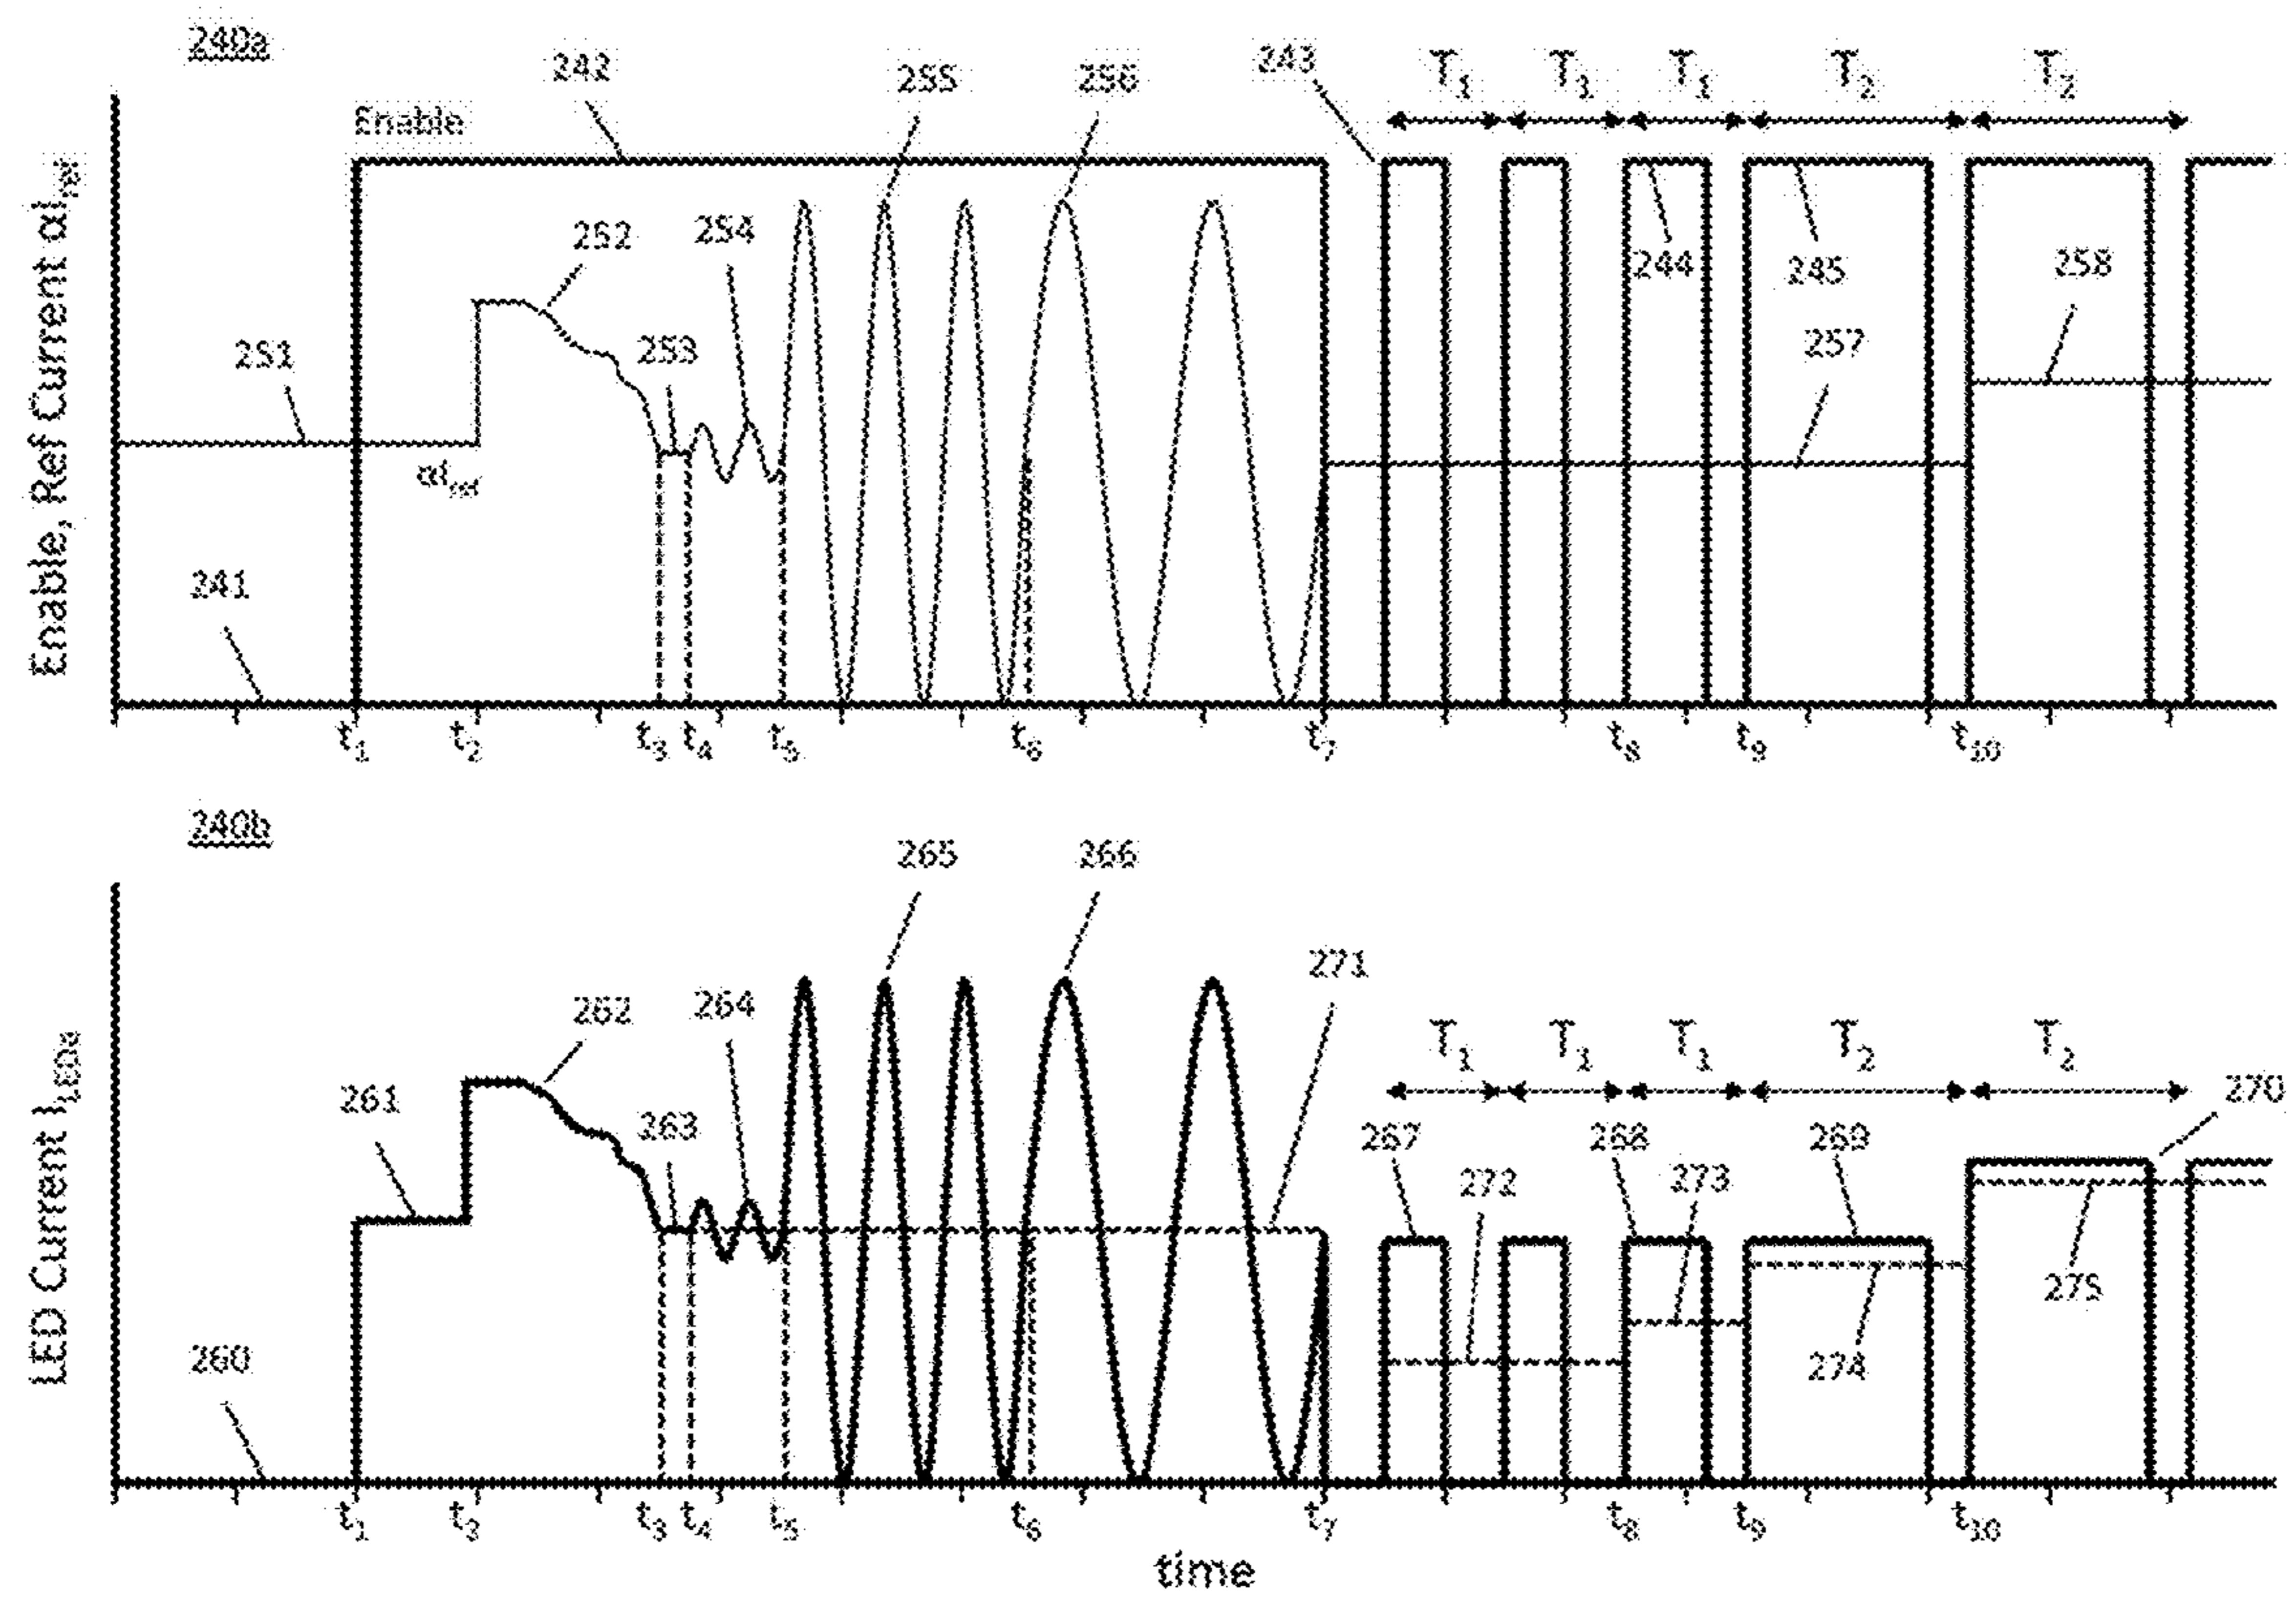 240a
242
255
256
243
T1
T1
T1
T2
T2
Enable
252
254
244
245
258
251
253
257
αIref
241
Enable, Ref Current αIref
t1
t2
t3
t4
t5
t6
t7
t8
t9
t10
240b
265
266
271
262
264
T1
T1
T1
T2
T2
270
261
263
267
268
269
272
273
275
260
274
LED Current ILEDs
t1
t3
t3
t4
t5
t6
t7
t8
t9
t10
time